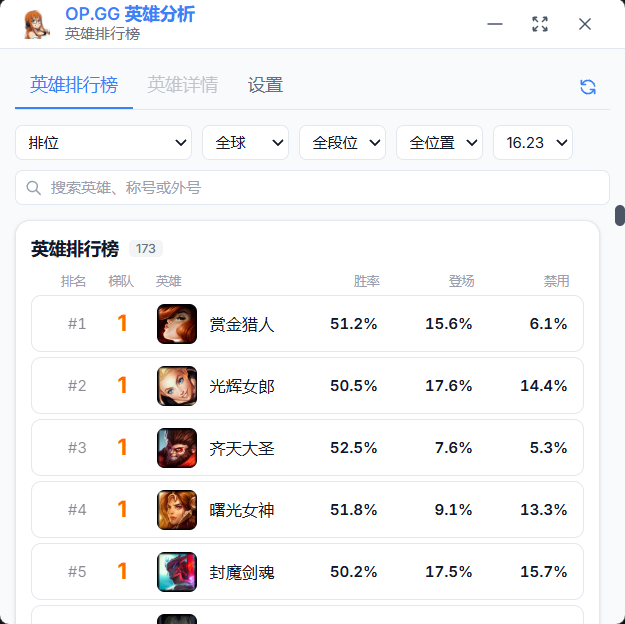 OP.GG 英雄分析
英雄排行榜
英雄排行榜 英雄详情 设置
排位 全球 全段位 全位置 16.23
搜索英雄、称号或外号
英雄排行榜 173
排名 梯队 英雄 胜率 登场 禁用
#1 1 赏金猎人 51.2% 15.6% 6.1%
#2 1 光辉女郎 50.5% 17.6% 14.4%
#3 1 齐天大圣 52.5% 7.6% 5.3%
#4 1 曙光女神 51.8% 9.1% 13.3%
#5 1 封魔剑魂 50.2% 17.5% 15.7%